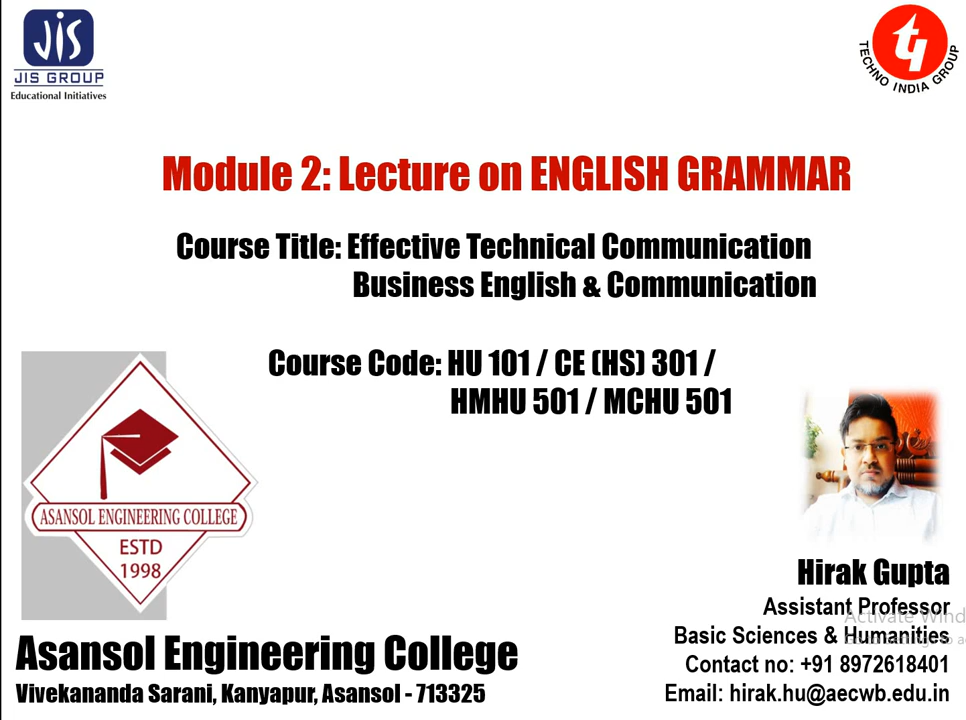 JIS
JIS GROUP
Educational Initiatives
TECHNO INDIA GROUP
Module 2: Lecture on ENGLISH GRAMMAR
Course Title: Effective Technical Communication
Business English & Communication
Course Code: HU 101 / CE (HS) 301 /
HMHU 501 / MCHU 501
ASANSOL ENGINEERING COLLEGE
ESTD
1998
Asansol Engineering College
Vivekananda Sarani, Kanyapur, Asansol - 713325
Hirak Gupta
Assistant Professor
Activate Wind
Basic Sciences & Humanities
Contact no: +91 8972618401
Email: hirak.hu@aecwb.edu.in